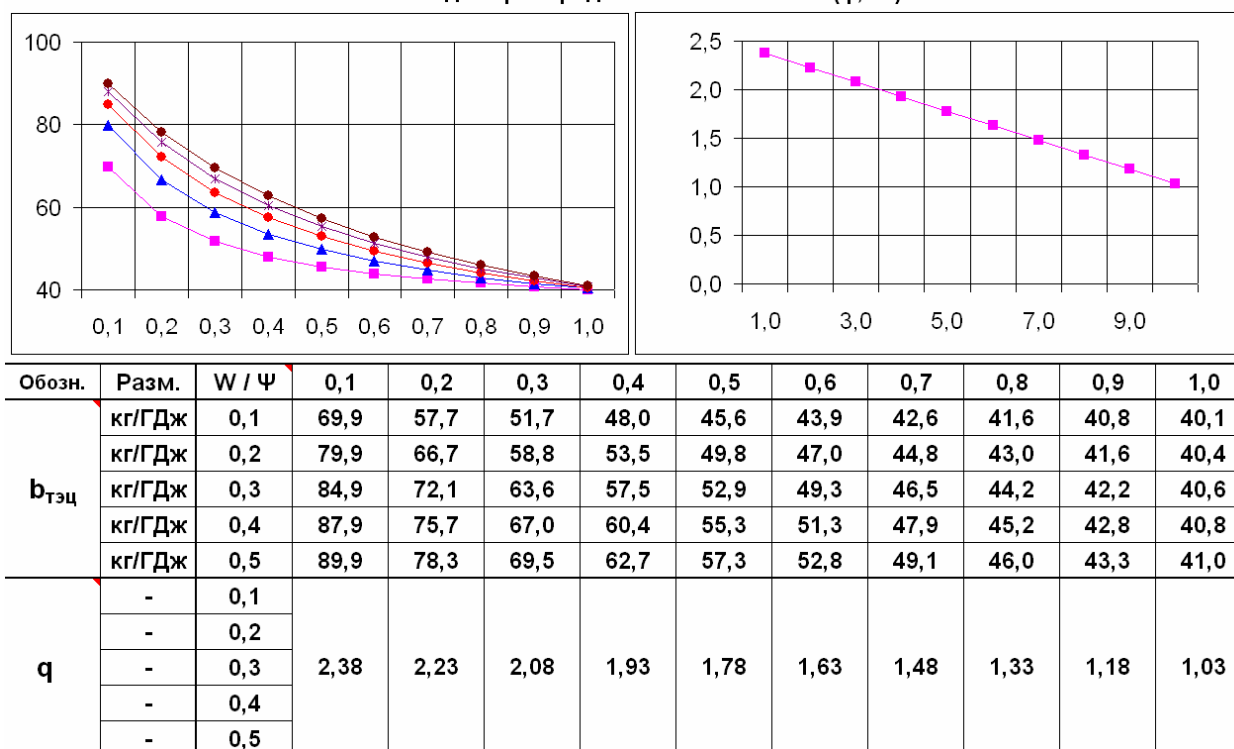 100
80
60
40
0,1 0,2 0,3 0,4 0,5 0,6 0,7 0,8 0,9 1,0
2,5
2,0
1,5
1,0
0,5
0,0
1,0 3,0 5,0 7,0 9,0
Обозн. Разм. W / Ψ 0,1 0,2 0,3 0,4 0,5 0,6 0,7 0,8 0,9 1,0
кг/ГДж 0,1 69,9 57,7 51,7 48,0 45,6 43,9 42,6 41,6 40,8 40,1
кг/ГДж 0,2 79,9 66,7 58,8 53,5 49,8 47,0 44,8 43,0 41,6 40,4
bтэц кг/ГДж 0,3 84,9 72,1 63,6 57,5 52,9 49,3 46,5 44,2 42,2 40,6
кг/ГДж 0,4 87,9 75,7 67,0 60,4 55,3 51,3 47,9 45,2 42,8 40,8
кг/ГДж 0,5 89,9 78,3 69,5 62,7 57,3 52,8 49,1 46,0 43,3 41,0
- 0,1
- 0,2
q - 0,3 2,38 2,23 2,08 1,93 1,78 1,63 1,48 1,33 1,18 1,03
- 0,4
- 0,5